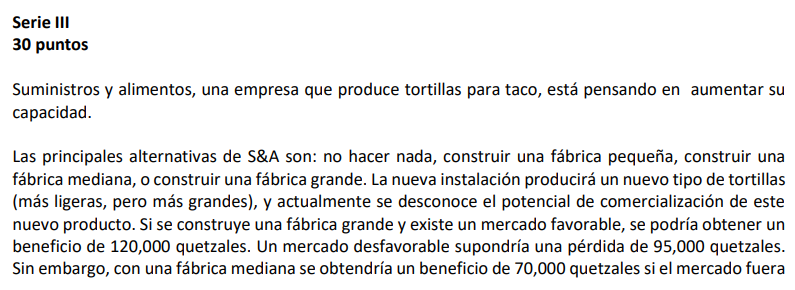 Serie III
30 puntos
Suministros y alimentos, una empresa que produce tortillas para taco, está pensando en  aumentar su
capacidad.
Las principales alternativas de S&A son: no hacer nada, construir una fábrica pequeña, construir una
fábrica mediana, o construir una fábrica grande. La nueva instalación producirá un nuevo tipo de tortillas
(más ligeras, pero más grandes), y actualmente se desconoce el potencial de comercialización de este
nuevo producto. Si se construye una fábrica grande y existe un mercado favorable, se podría obtener un
beneficio de 120,000 quetzales. Un mercado desfavorable supondría una pérdida de 95,000 quetzales.
Sin embargo, con una fábrica mediana se obtendría un beneficio de 70,000 quetzales si el mercado fuera